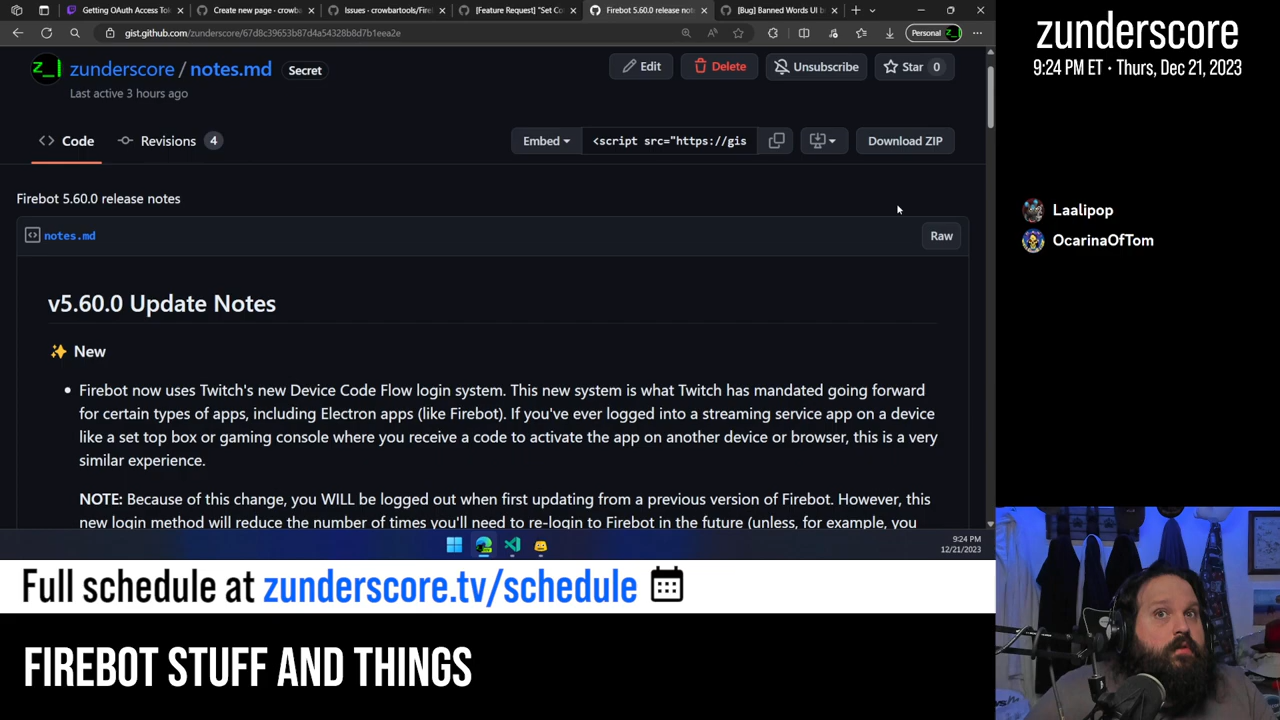 Getting OAuth Access To
Create new page · crowba
Issues · crowbartools/Fire
[Feature Request] "Set Co
Firebot 5.60.0 release note
[Bug] Banned Words UI b
gist.github.com/zunderscore/67d8c39653b87d4a54328b8d7b1eea2e
Personal
zunderscore / notes.md
Secret
Last active 3 hours ago
Edit
Delete
Unsubscribe
Star 0
Code
Revisions 4
Embed
<script src="https://gis
Download ZIP
Firebot 5.60.0 release notes
notes.md
Raw
v5.60.0 Update Notes
✨ New
Firebot now uses Twitch's new Device Code Flow login system. This new system is what Twitch has mandated going forward
for certain types of apps, including Electron apps (like Firebot). If you've ever logged into a streaming service app on a device
like a set top box or gaming console where you receive a code to activate the app on another device or browser, this is a very
similar experience.
NOTE: Because of this change, you WILL be logged out when first updating from a previous version of Firebot. However, this
new login method will reduce the number of times you'll need to re-login to Firebot in the future (unless, for example, you
9:24 PM
12/21/2023
zunderscore
9:24 PM ET • Thurs, Dec 21, 2023
Laalipop
OcarinaOfTom
Full schedule at zunderscore.tv/schedule
FIREBOT STUFF AND THINGS